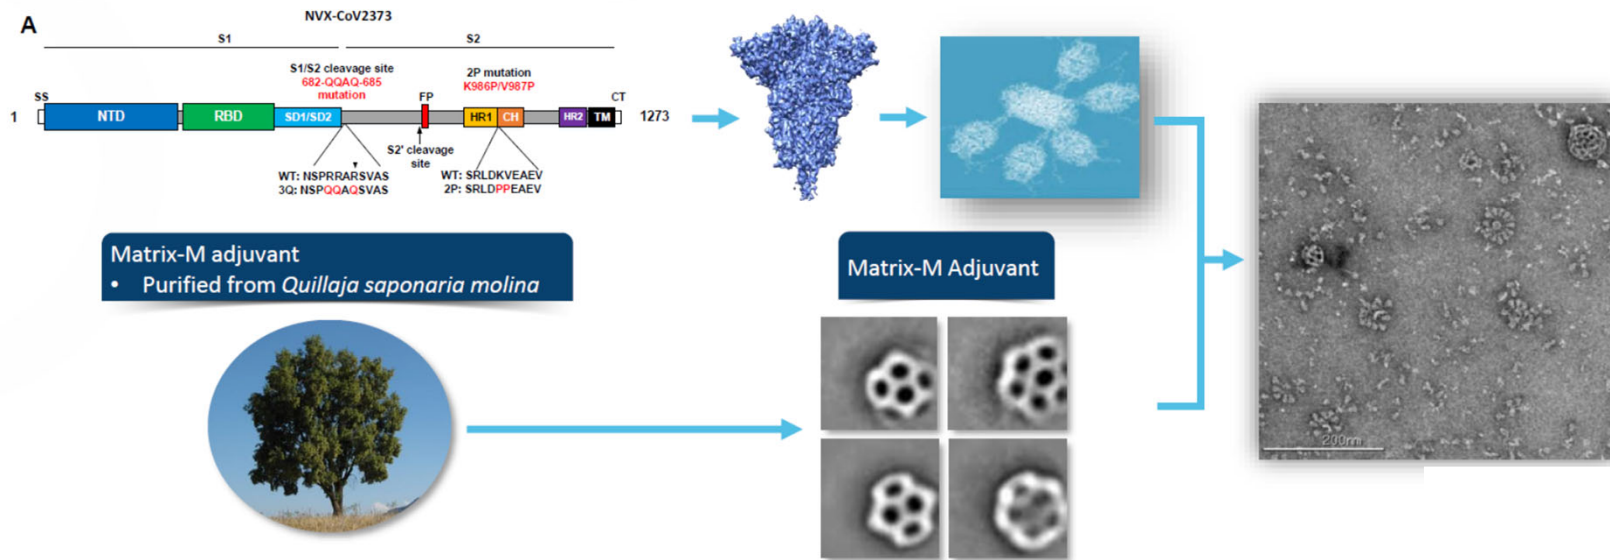 A
NVX-CoV2373
S1
S2
S1/S2 cleavage site
682-QQAQ-685
mutation
2P mutation
K986P/V987P
SS
FP
CT
1
NTD
RBD
SD1/SD2
HR1
CH
HR2
TM
1273
S2' cleavage
site
WT: NSPRRARSVAS
3Q: NSPQQAQSVAS
WT: SRLDKVEAEV
2P: SRLDPPEAEV
Matrix-M adjuvant
• Purified from Quillaja saponaria molina
Matrix-M Adjuvant
200nm